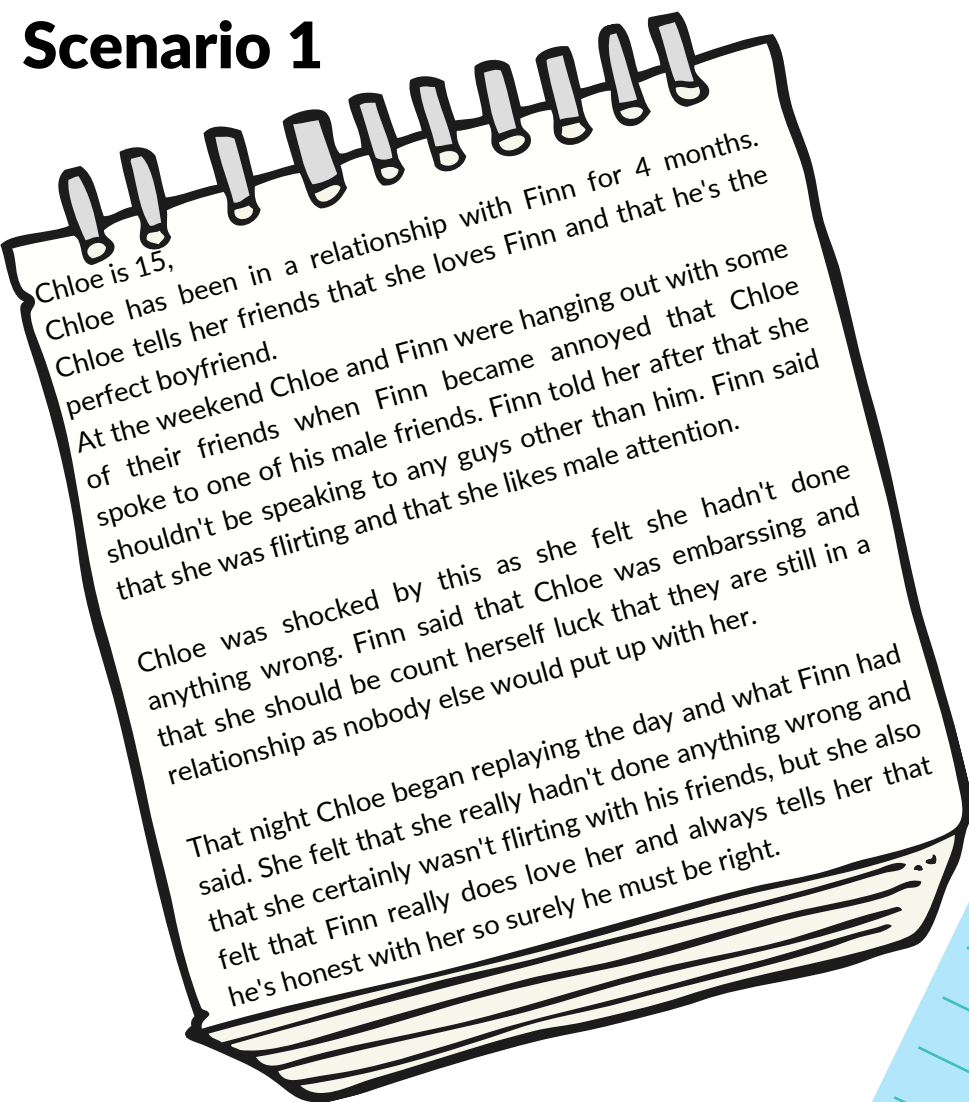 Scenario 1
Chloe is 15,
Chloe has been in a relationship with Finn for 4 months.
Chloe tells her friends that she loves Finn and that he's the
perfect boyfriend.
At the weekend Chloe and Finn were hanging out with some
of their friends when Finn became annoyed that Chloe
spoke to one of his male friends. Finn told her after that she
shouldn't be speaking to any guys other than him. Finn said
that she was flirting and that she likes male attention.
Chloe was shocked by this as she felt she hadn't done
anything wrong. Finn said that Chloe was embarssing and
that she should be count herself luck that they are still in a
relationship as nobody else would put up with her.
That night Chloe began replaying the day and what Finn had
said. She felt that she really hadn't done anything wrong and
that she certainly wasn't flirting with his friends, but she also
felt that Finn really does love her and always tells her that
he's honest with her so surely he must be right.